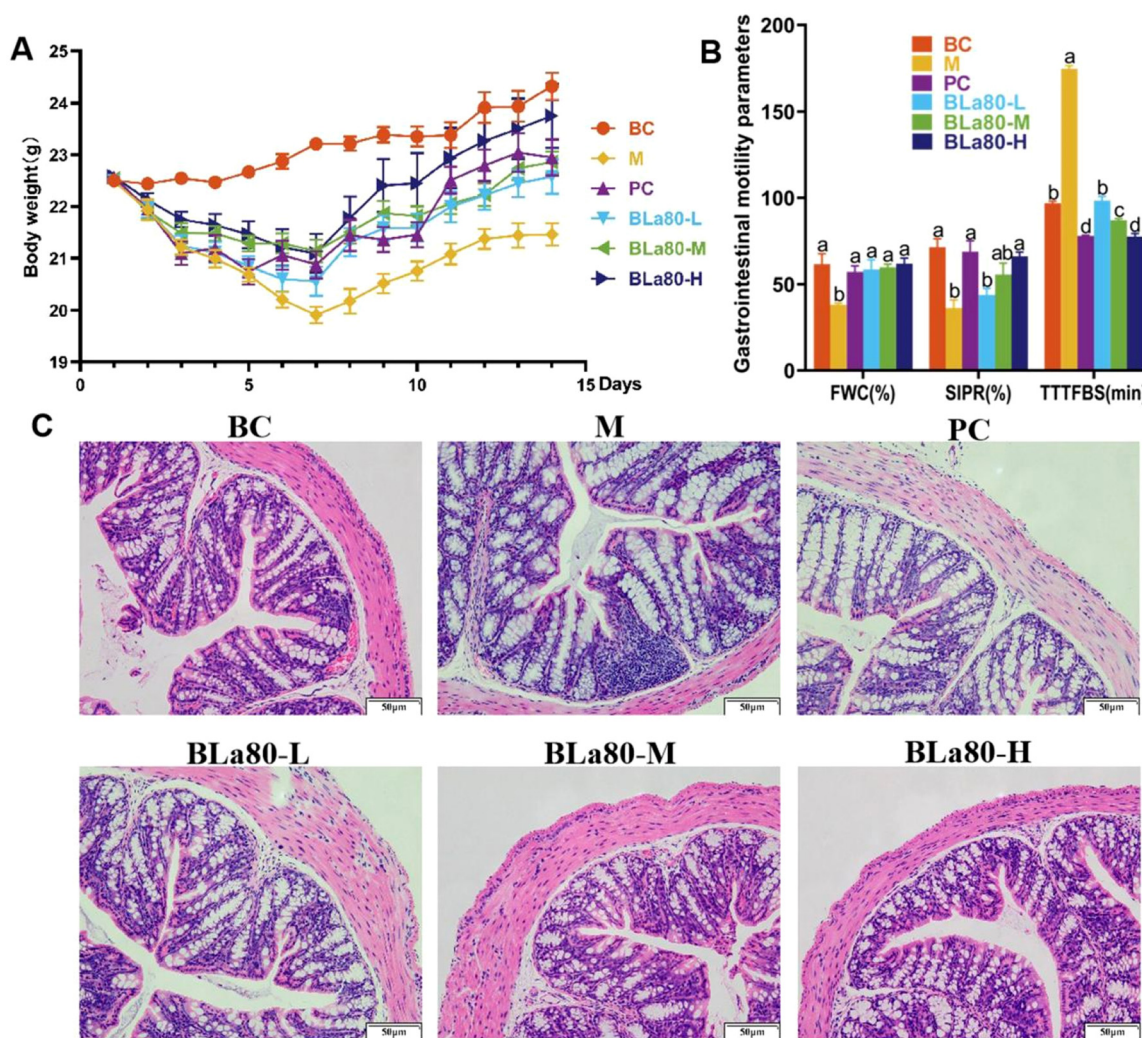 A
Body weight(g)
25
24
23
22
21
20
19
0
5
10
15
Days
BC
M
PC
BLa80-L
BLa80-M
BLa80-H
B
Gastrointestinal motility parameters
200
150
100
50
0
BC
M
PC
BLa80-L
BLa80-M
BLa80-H
a
b
a
a
a
a
a
b
a
b
ab
a
b
a
d
b
c
d
FWC(%)
SIPR(%)
TTTFBS(min)
C
BC
M
PC
50μm
50μm
50μm
BLa80-L
BLa80-M
BLa80-H
50μm
50μm
50μm